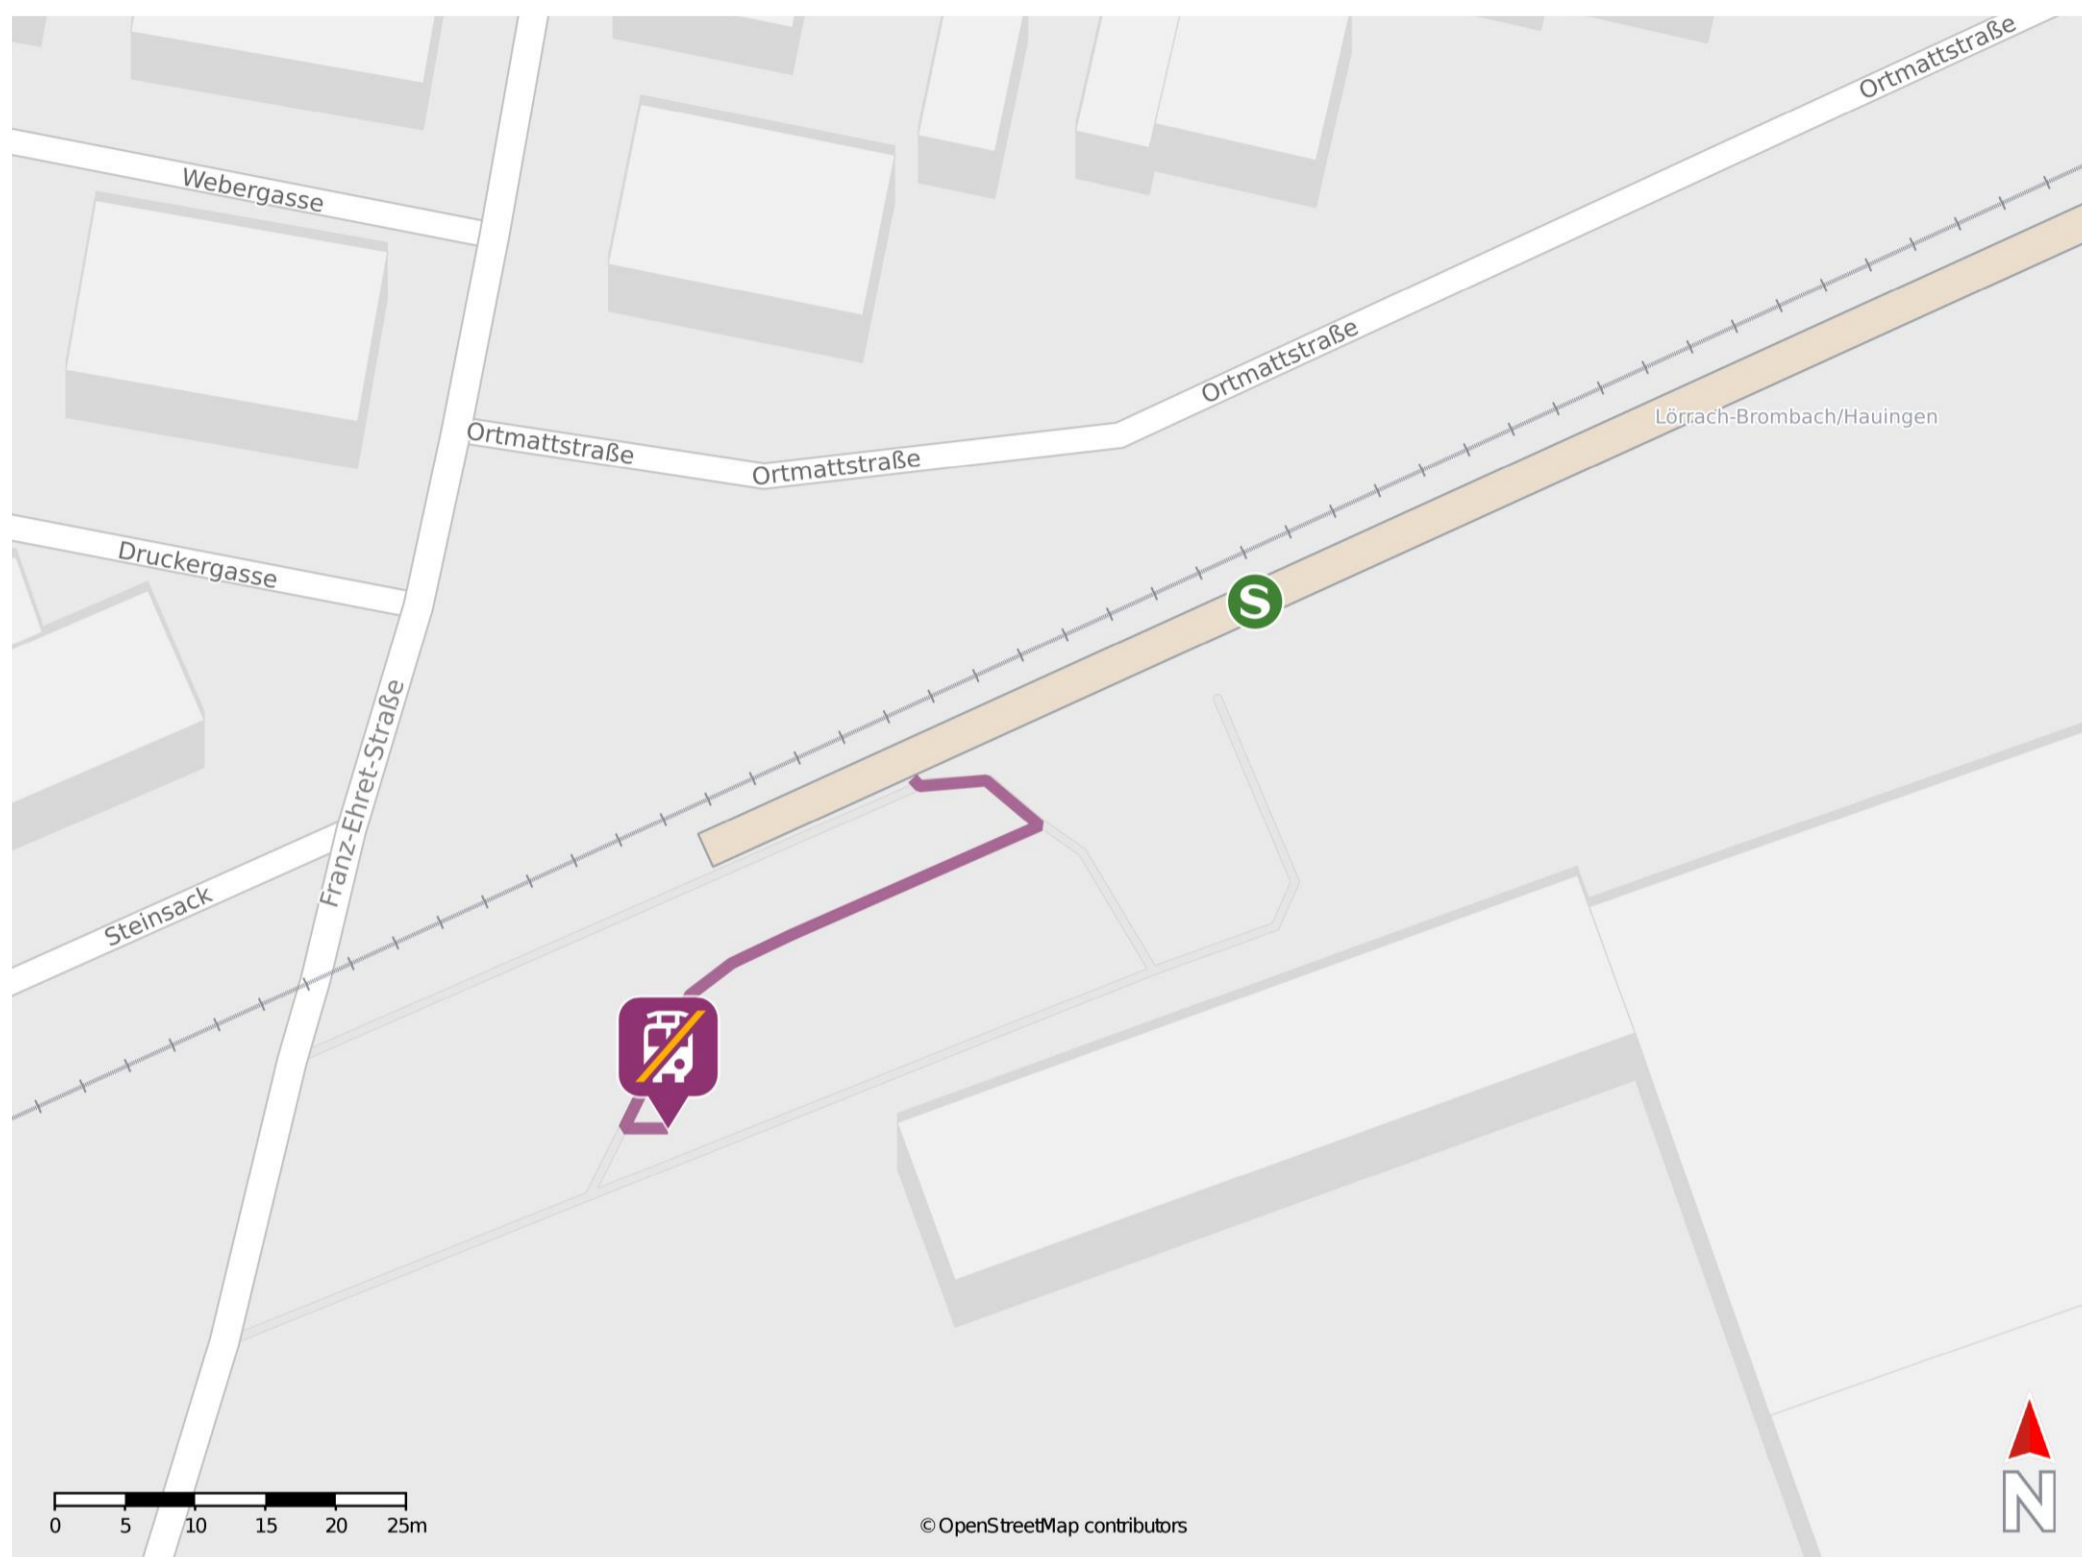 Ortmattstraße
Webergasse
Ortmattstraße
Lörrach-Brombach/Hauingen
Ortmattstraße
Ortmattstraße
Druckergasse
S
Franz-Ehret-Straße
Steinsack
0 5 10 15 20 25m
© OpenStreetMap contributors
N